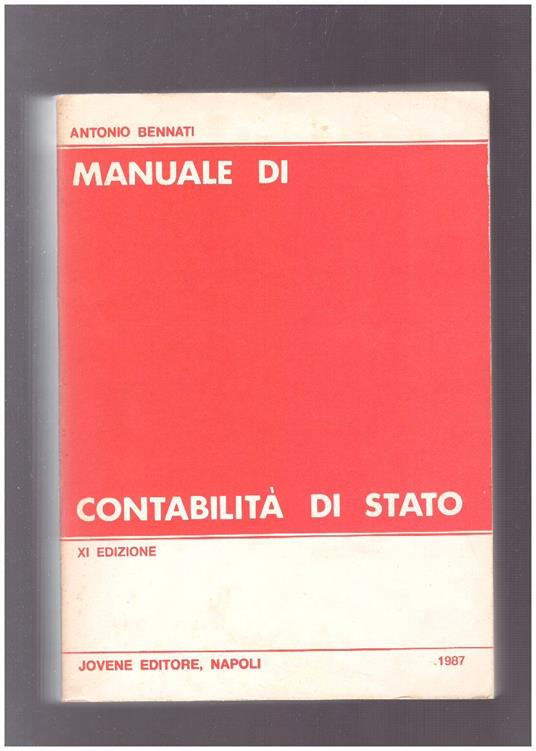 ANTONIO BENNATI
MANUALE DI
CONTABILITÀ DI STATO
XI EDIZIONE
JOVENE EDITORE, NAPOLI
.1987